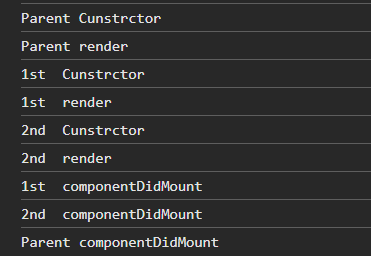 Parent Cunstrctor
Parent render
1st  Cunstrctor
1st  render
2nd  Cunstrctor
2nd  render
1st  componentDidMount
2nd  componentDidMount
Parent componentDidMount